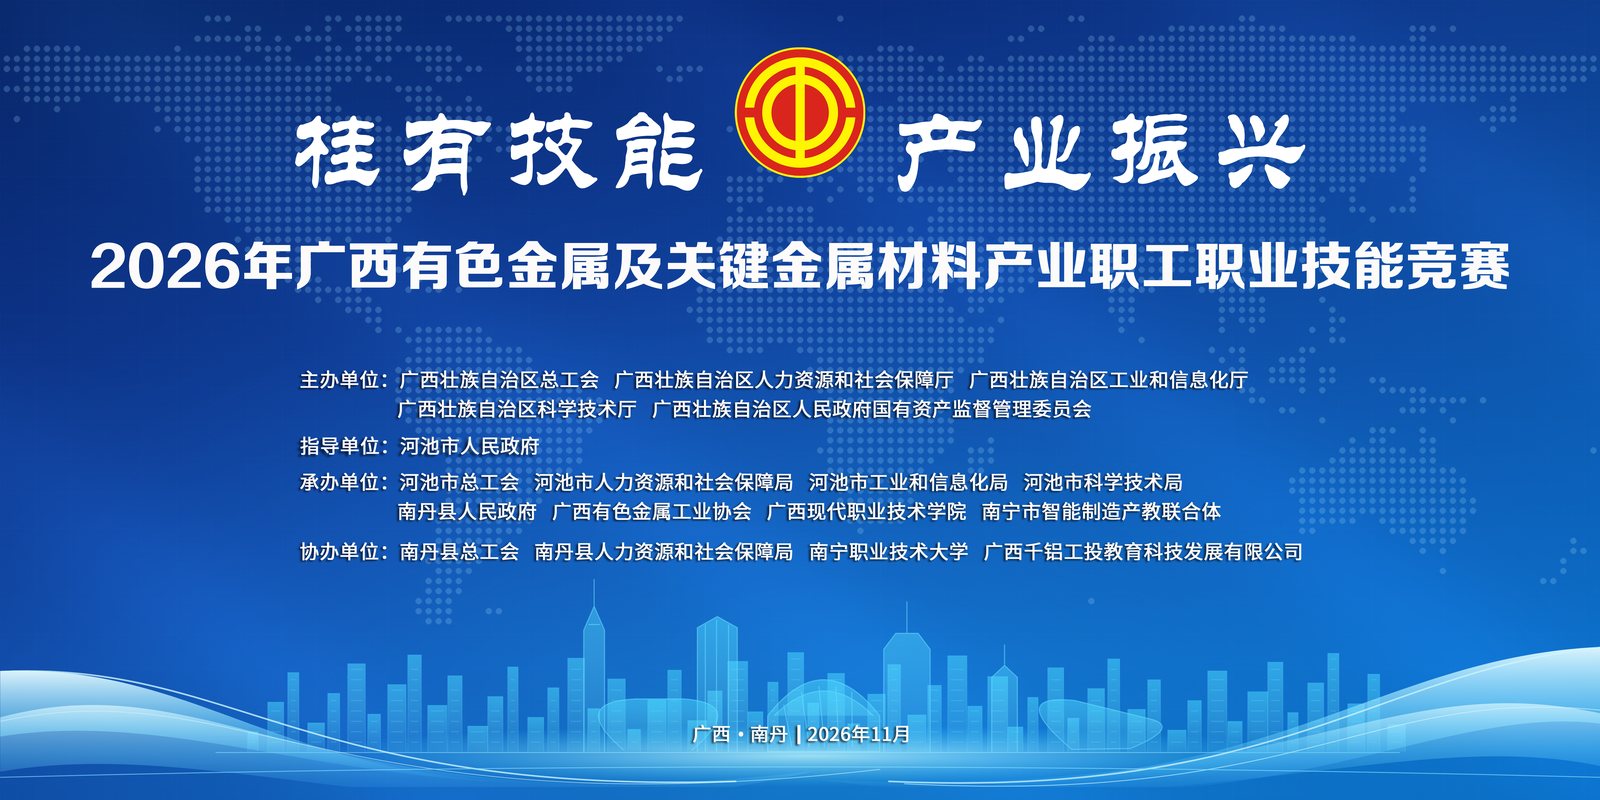 桂有技能 产业振兴
2026年广西有色金属及关键金属材料产业职工职业技能竞赛
主办单位：广西壮族自治区总工会 广西壮族自治区人力资源和社会保障厅 广西壮族自治区工业和信息化厅
广西壮族自治区科学技术厅 广西壮族自治区人民政府国有资产监督管理委员会
指导单位：河池市人民政府
承办单位：河池市总工会 河池市人力资源和社会保障局 河池市工业和信息化局 河池市科学技术局
南丹县人民政府 广西有色金属工业协会 广西现代职业技术学院 南宁市智能制造产教联合体
协办单位：南丹县总工会 南丹县人力资源和社会保障局 南宁职业技术大学 广西千铝工投教育科技发展有限公司
广西·南丹 | 2026年11月